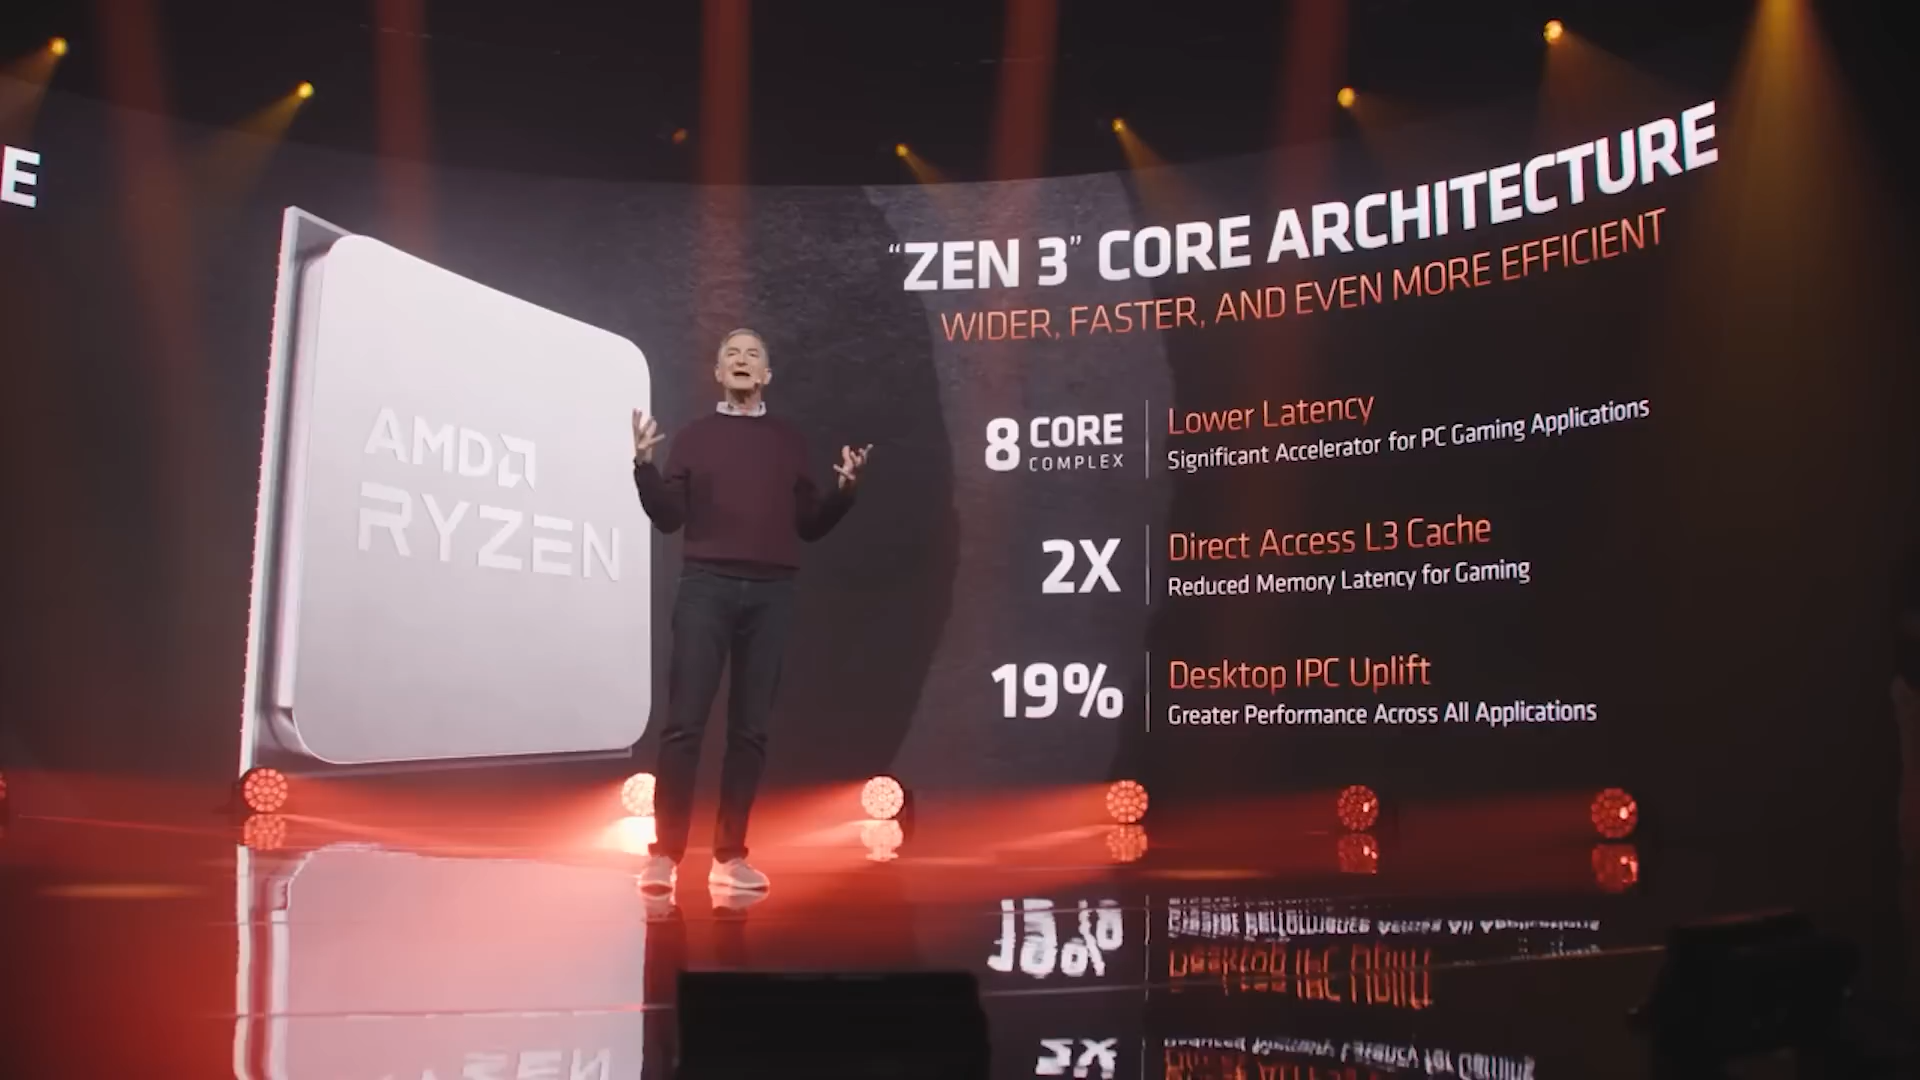 E
"ZEN 3" CORE ARCHITECTURE
WIDER, FASTER, AND EVEN MORE EFFICIENT
AMD
RYZEN
8 CORE
COMPLEX
Lower Latency
Significant Accelerator for PC Gaming Applications
2X
Direct Access L3 Cache
Reduced Memory Latency for Gaming
19%
Desktop IPC Uplift
Greater Performance Across All Applications